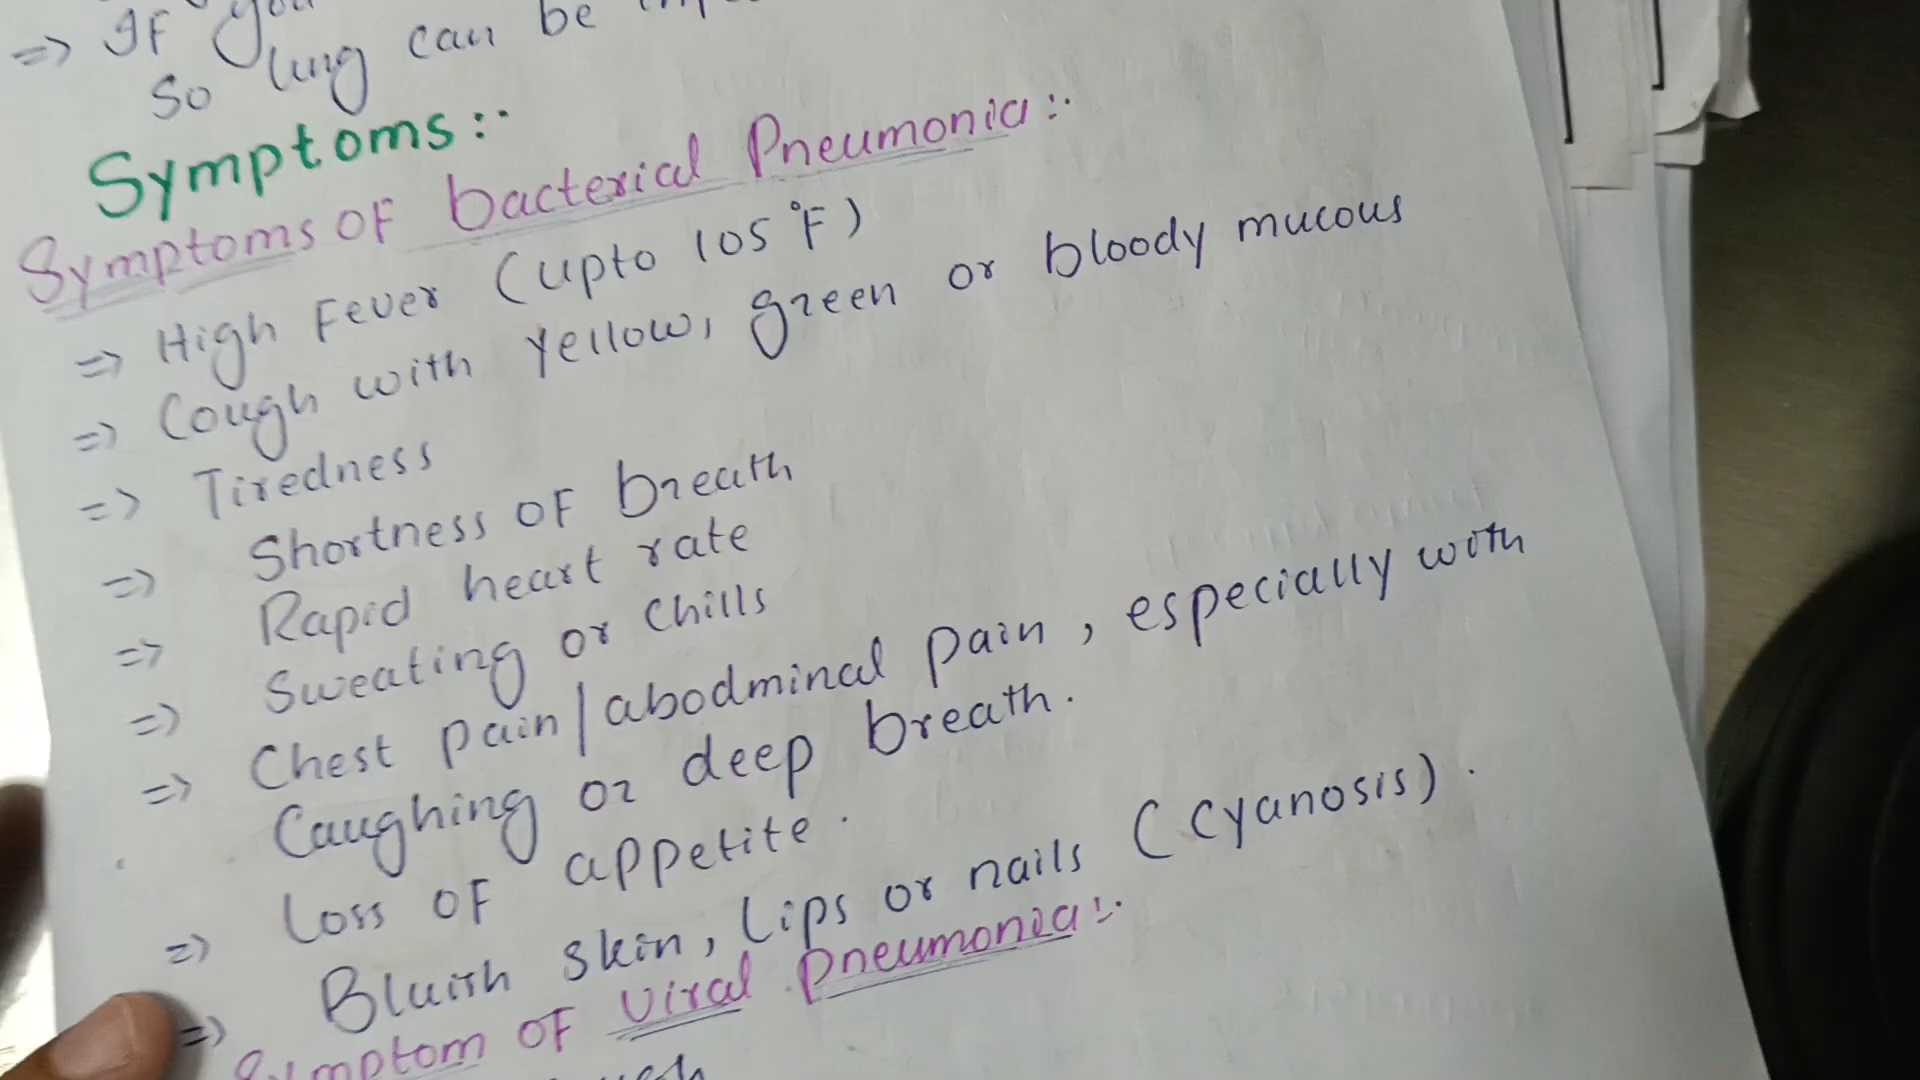 => IF you
So lung can be
Symptoms:-
Symptoms OF bacterial Pneumonia:-
=> High Fever (upto 105°F)
=> Cough with yellow, green or bloody mucous
=> Tiredness
=> Shortness OF breath
=> Rapid heart rate
=> Sweating or Chills
=> Chest pain/abodminal pain, especially with
Caughing or deep breath.
=> Loss OF appetite.
=> Bluish skin, Lips or nails (Cyanosis).
Symptom OF Viral Pneumonia:-